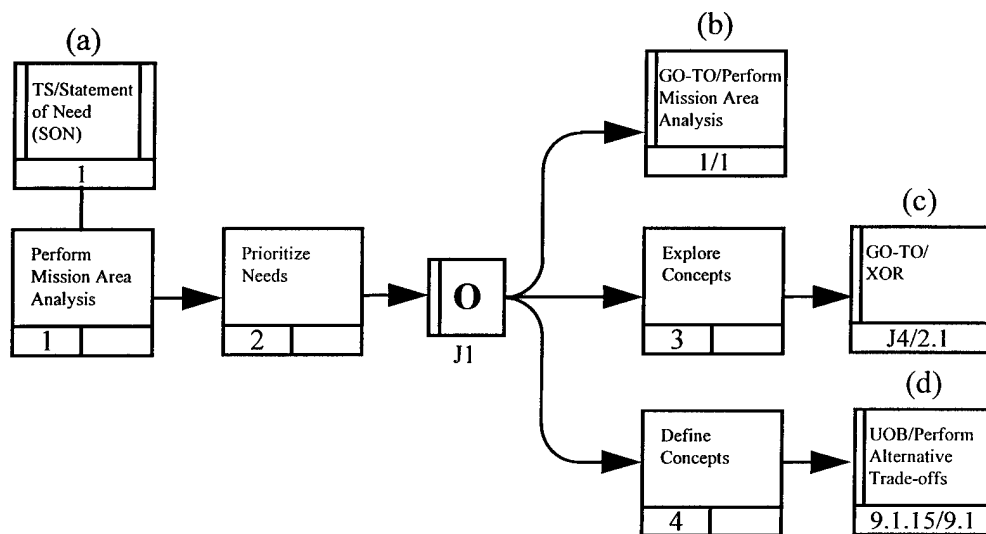 (a)
TS/Statement
of Need
(SON)
1
Perform
Mission Area
Analysis
1
Prioritize
Needs
2
O
J1
(b)
GO-TO/Perform
Mission Area
Analysis
1/1
Explore
Concepts
3
(c)
GO-TO/
XOR
J4/2.1
Define
Concepts
4
(d)
UOB/Perform
Alternative
Trade-offs
9.1.15/9.1